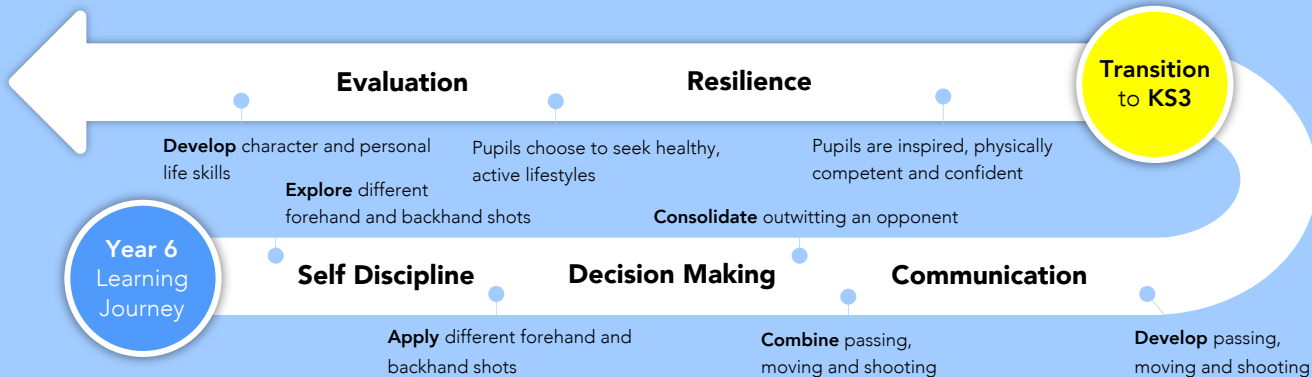 Evaluation
Resilience
Transition
to KS3
Develop character and personal
life skills
Pupils choose to seek healthy,
active lifestyles
Pupils are inspired, physically
competent and confident
Explore different
forehand and backhand shots
Consolidate outwitting an opponent
Year 6
Learning
Journey
Self Discipline
Decision Making
Communication
Apply different forehand and
backhand shots
Combine passing,
moving and shooting
Develop passing,
moving and shooting